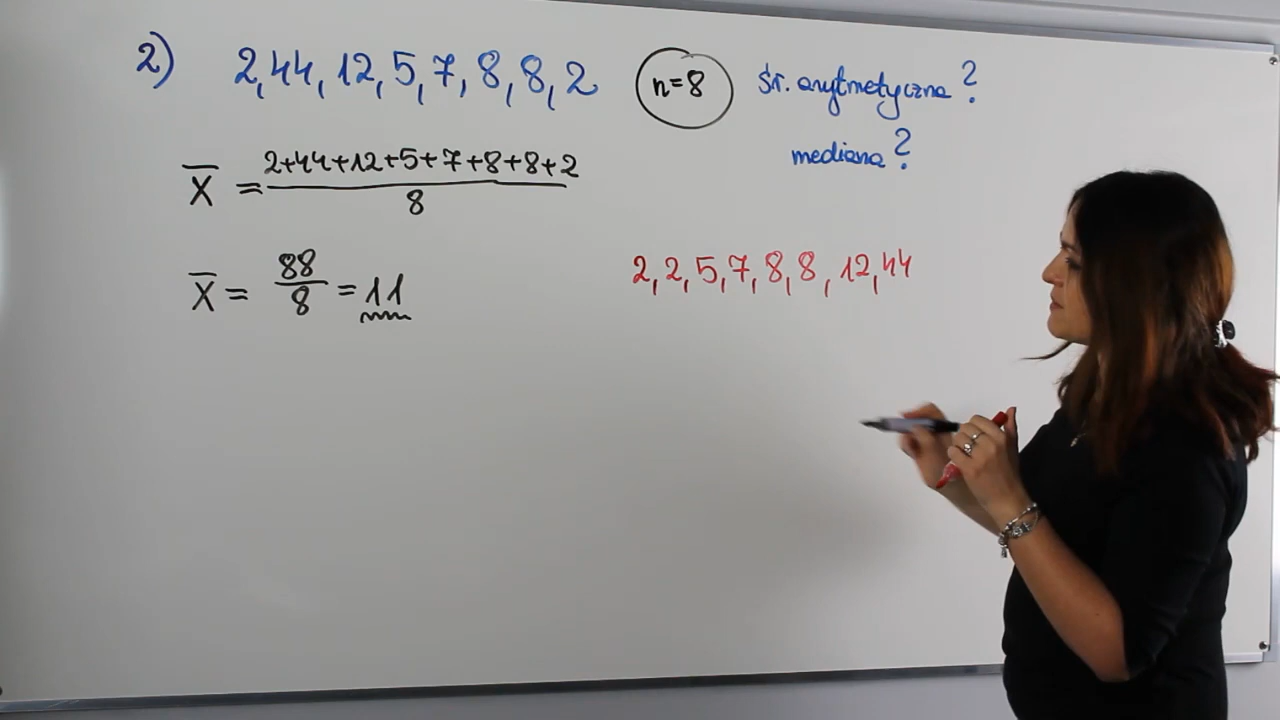 2) 2, 44, 12, 5, 7, 8, 8, 2 n=8 śr. arytmetyczna?
mediana?
X̅ = 2+44+12+5+7+8+8+2 / 8
X̅ = 88 / 8 = 11
2, 2, 5, 7, 8, 8, 12, 44